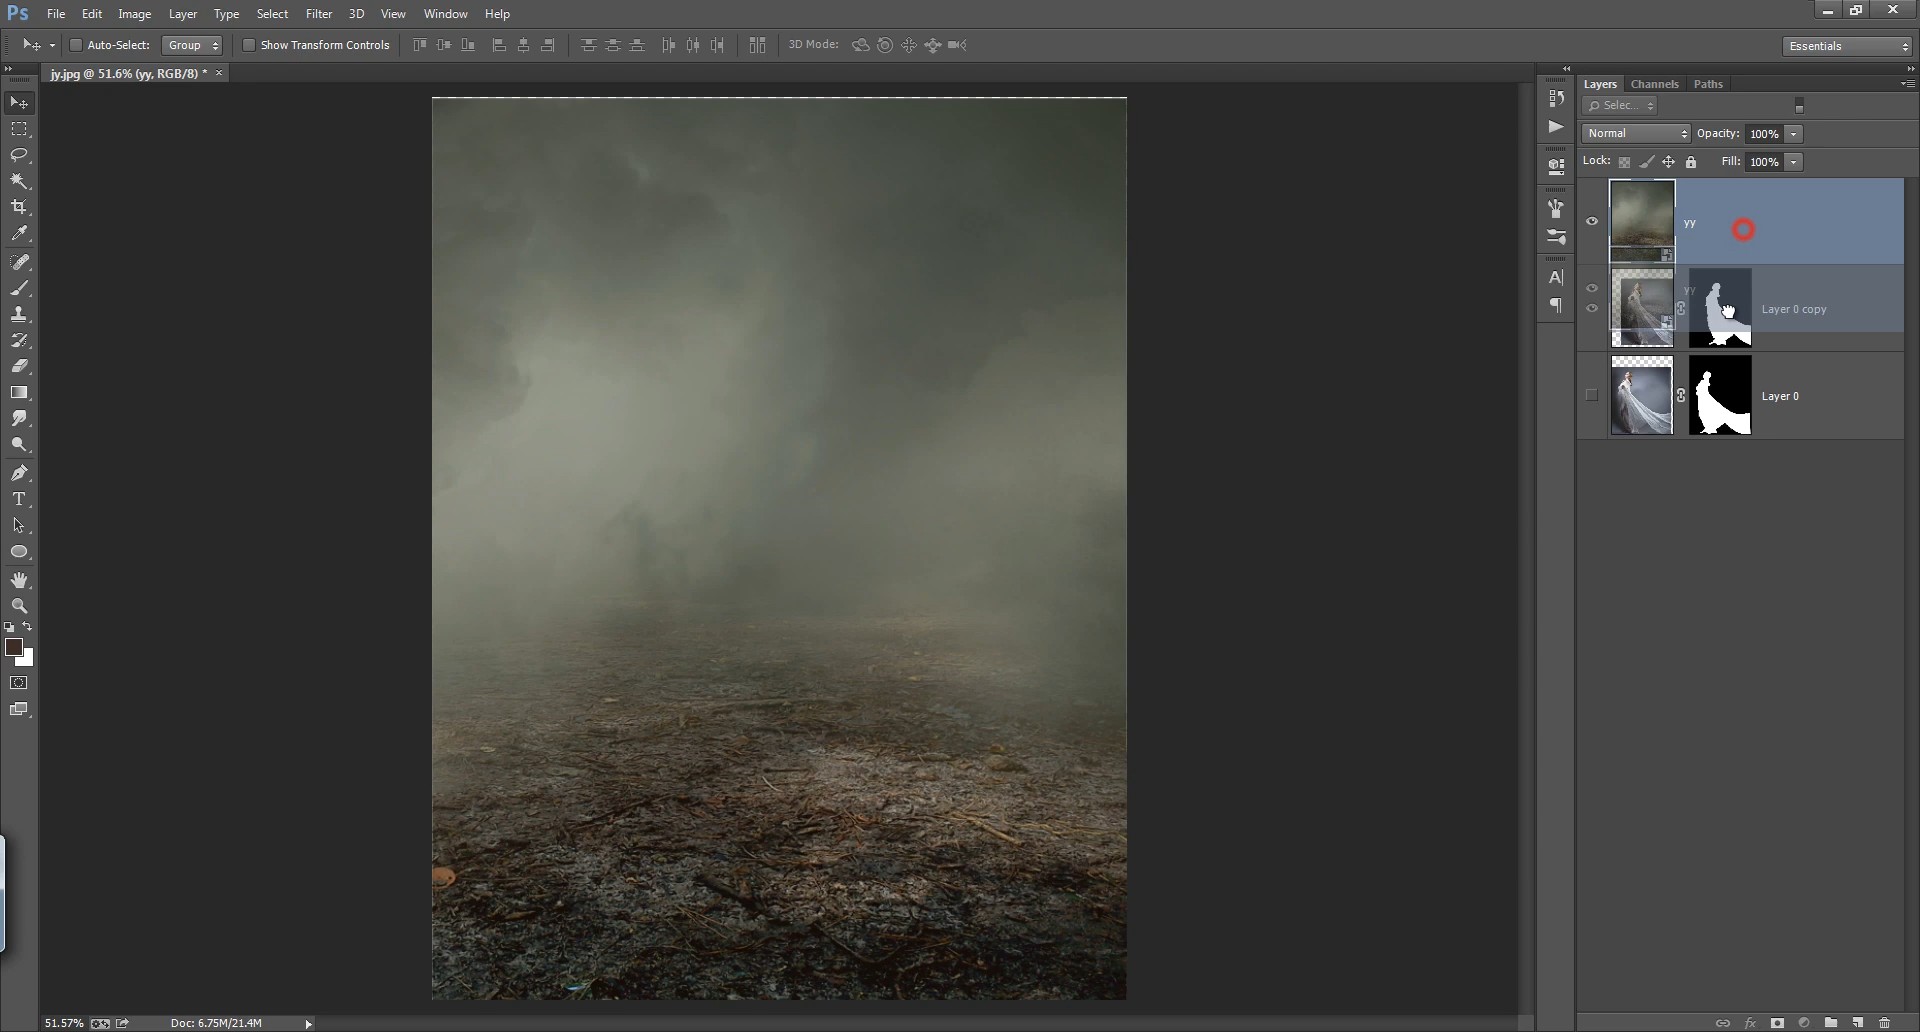 Ps File Edit Image Layer Type Select Filter 3D View Window Help
Auto-Select: Group Show Transform Controls 3D Mode: Essentials
jy.jpg @ 51.6% (yy, RGB/8) * ×
Layers Channels Paths
Selec...
Normal Opacity: 100%
Lock: Fill: 100%
yy
yy
Layer 0 copy
Layer 0
T
A|
¶
51.57% Doc: 6.75M/21.4M
fx